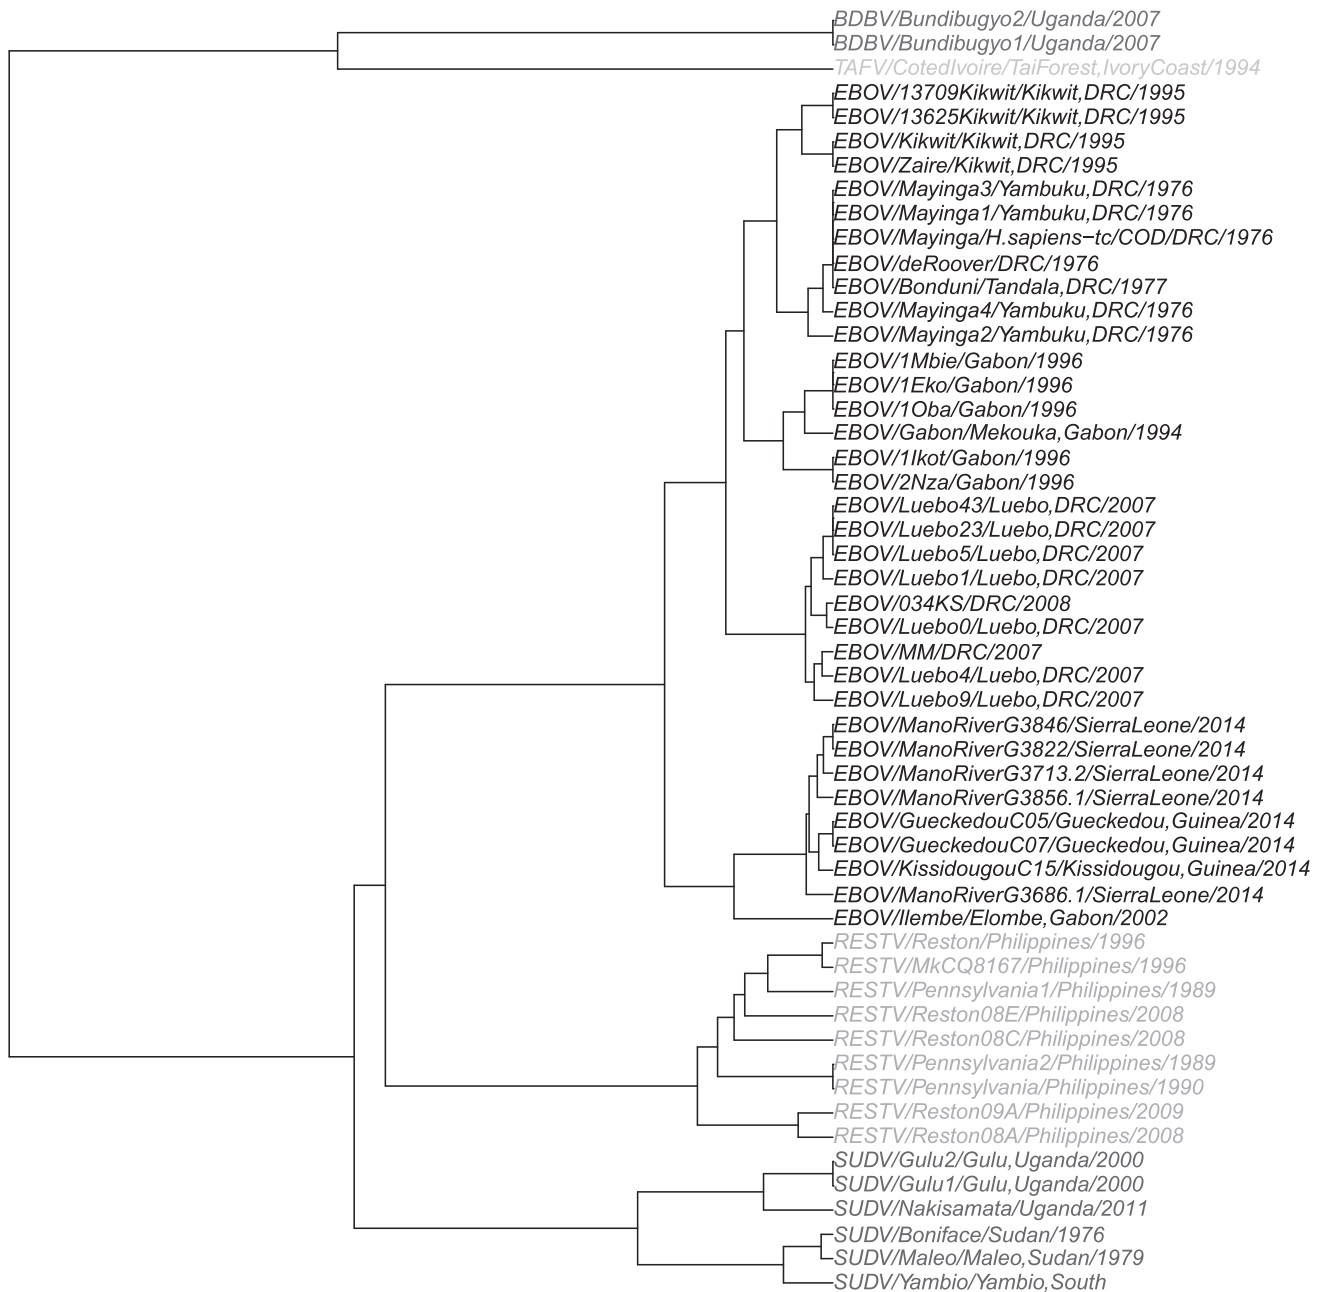 BDBV/Bundibugyo2/Uganda/2007
BDBV/Bundibugyo1/Uganda/2007
TAFV/CotedIvoire/TaiForest,IvoryCoast/1994
EBOV/13709Kikwit/Kikwit,DRC/1995
EBOV/13625Kikwit/Kikwit,DRC/1995
EBOV/Kikwit/Kikwit,DRC/1995
EBOV/Zaire/Kikwit,DRC/1995
EBOV/Mayinga3/Yambuku,DRC/1976
EBOV/Mayinga1/Yambuku,DRC/1976
EBOV/Mayinga/H.sapiens−tc/COD/DRC/1976
EBOV/deRoover/DRC/1976
EBOV/Bonduni/Tandala,DRC/1977
EBOV/Mayinga4/Yambuku,DRC/1976
EBOV/Mayinga2/Yambuku,DRC/1976
EBOV/1Mbie/Gabon/1996
EBOV/1Eko/Gabon/1996
EBOV/1Oba/Gabon/1996
EBOV/Gabon/Mekouka,Gabon/1994
EBOV/1Ikot/Gabon/1996
EBOV/2Nza/Gabon/1996
EBOV/Luebo43/Luebo,DRC/2007
EBOV/Luebo23/Luebo,DRC/2007
EBOV/Luebo5/Luebo,DRC/2007
EBOV/Luebo1/Luebo,DRC/2007
EBOV/034KS/DRC/2008
EBOV/Luebo0/Luebo,DRC/2007
EBOV/MM/DRC/2007
EBOV/Luebo4/Luebo,DRC/2007
EBOV/Luebo9/Luebo,DRC/2007
EBOV/ManoRiverG3846/SierraLeone/2014
EBOV/ManoRiverG3822/SierraLeone/2014
EBOV/ManoRiverG3713.2/SierraLeone/2014
EBOV/ManoRiverG3856.1/SierraLeone/2014
EBOV/GueckedouC05/Gueckedou,Guinea/2014
EBOV/GueckedouC07/Gueckedou,Guinea/2014
EBOV/KissidougouC15/Kissidougou,Guinea/2014
EBOV/ManoRiverG3686.1/SierraLeone/2014
EBOV/Ilembe/Elombe,Gabon/2002
RESTV/Reston/Philippines/1996
RESTV/MkCQ8167/Philippines/1996
RESTV/Pennsylvania1/Philippines/1989
RESTV/Reston08E/Philippines/2008
RESTV/Reston08C/Philippines/2008
RESTV/Pennsylvania2/Philippines/1989
RESTV/Pennsylvania/Philippines/1990
RESTV/Reston09A/Philippines/2009
RESTV/Reston08A/Philippines/2008
SUDV/Gulu2/Gulu,Uganda/2000
SUDV/Gulu1/Gulu,Uganda/2000
SUDV/Nakisamata/Uganda/2011
SUDV/Boniface/Sudan/1976
SUDV/Maleo/Maleo,Sudan/1979
SUDV/Yambio/Yambio,South